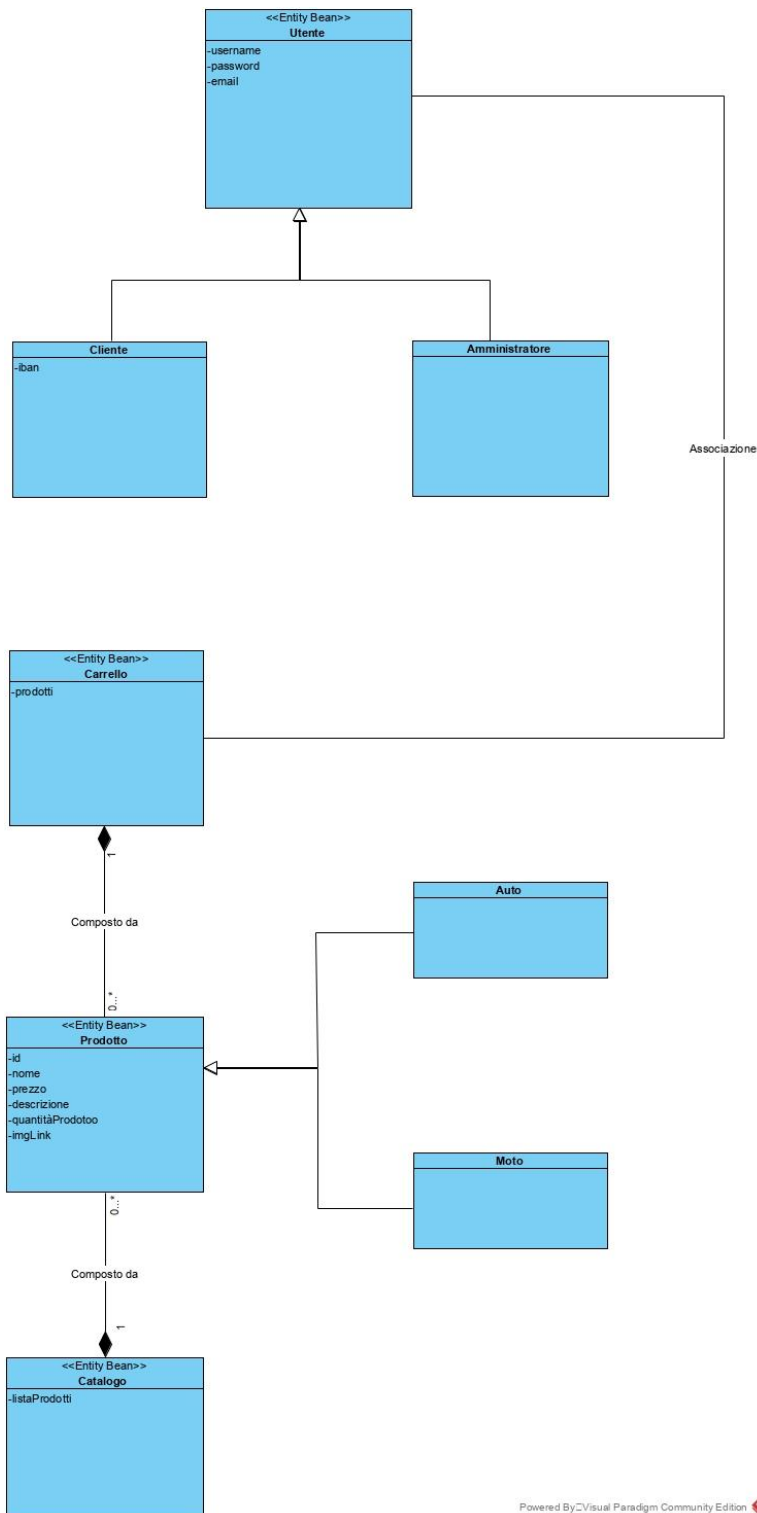 <<Entity Bean>>
Utente
-username
-password
-email
Cliente
-iban
Amministratore
Associazione
<<Entity Bean>>
Carrello
-prodotti
1
Composto da
0...*
<<Entity Bean>>
Prodotto
-id
-nome
-prezzo
-descrizione
-quantitàProdotoo
-imgLink
Auto
Moto
0...*
Composto da
1
<<Entity Bean>>
Catalogo
-listaProdotti
Powered By Visual Paradigm Community Edition